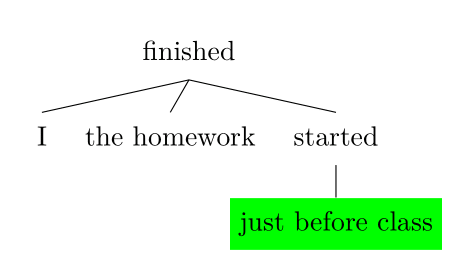 finished
I the homework started
just before class